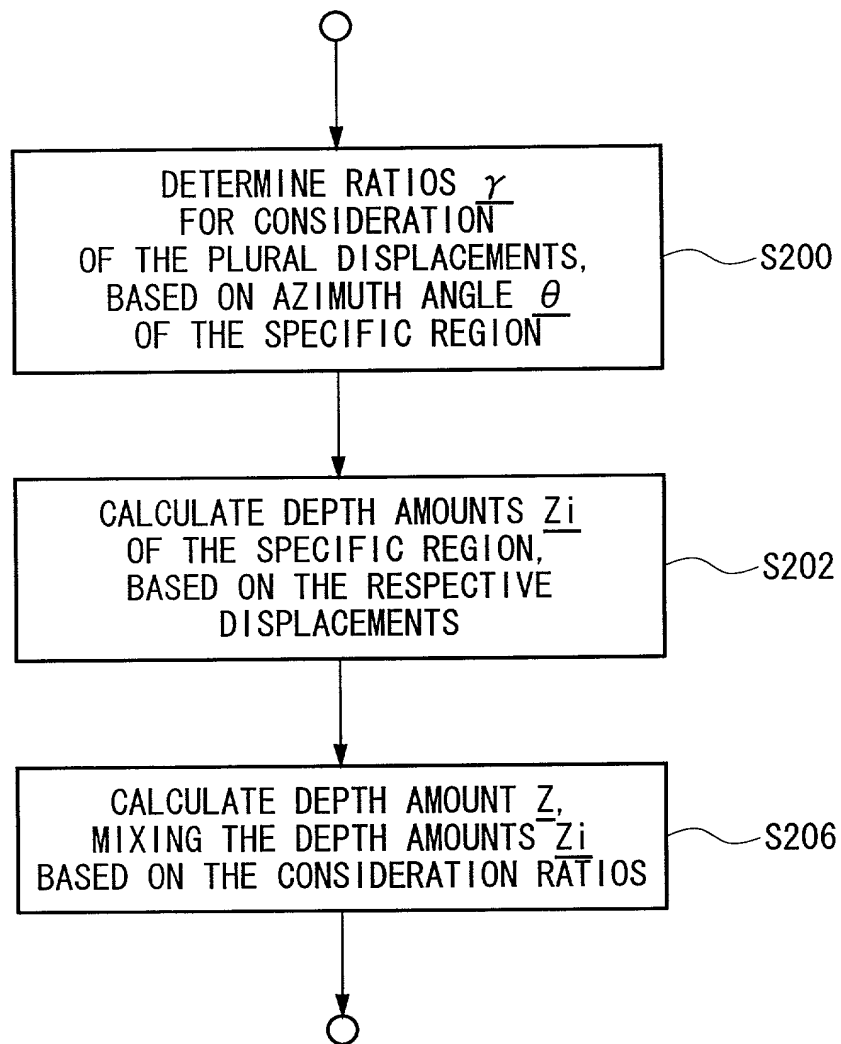 DETERMINE RATIOS γ
FOR CONSIDERATION
OF THE PLURAL DISPLACEMENTS,
BASED ON AZIMUTH ANGLE θ
OF THE SPECIFIC REGION
S200
CALCULATE DEPTH AMOUNTS Zi
OF THE SPECIFIC REGION,
BASED ON THE RESPECTIVE
DISPLACEMENTS
S202
CALCULATE DEPTH AMOUNT Z,
MIXING THE DEPTH AMOUNTS Zi
BASED ON THE CONSIDERATION RATIOS
S206